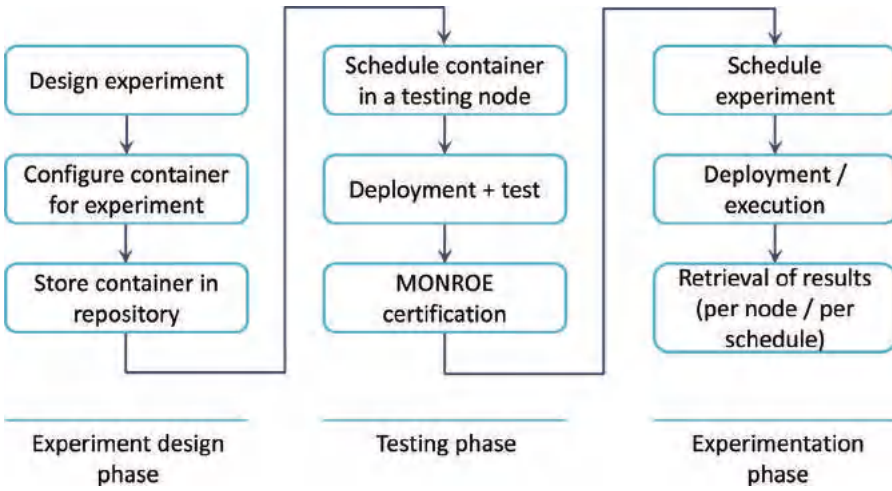 Design experiment
Configure container
for experiment
Store container in
repository
Experiment design
phase
Schedule container
in a testing node
Deployment + test
MONROE
certification
Testing phase
Schedule
experiment
Deployment /
execution
Retrieval of results
(per node / per
schedule)
Experimentation
phase